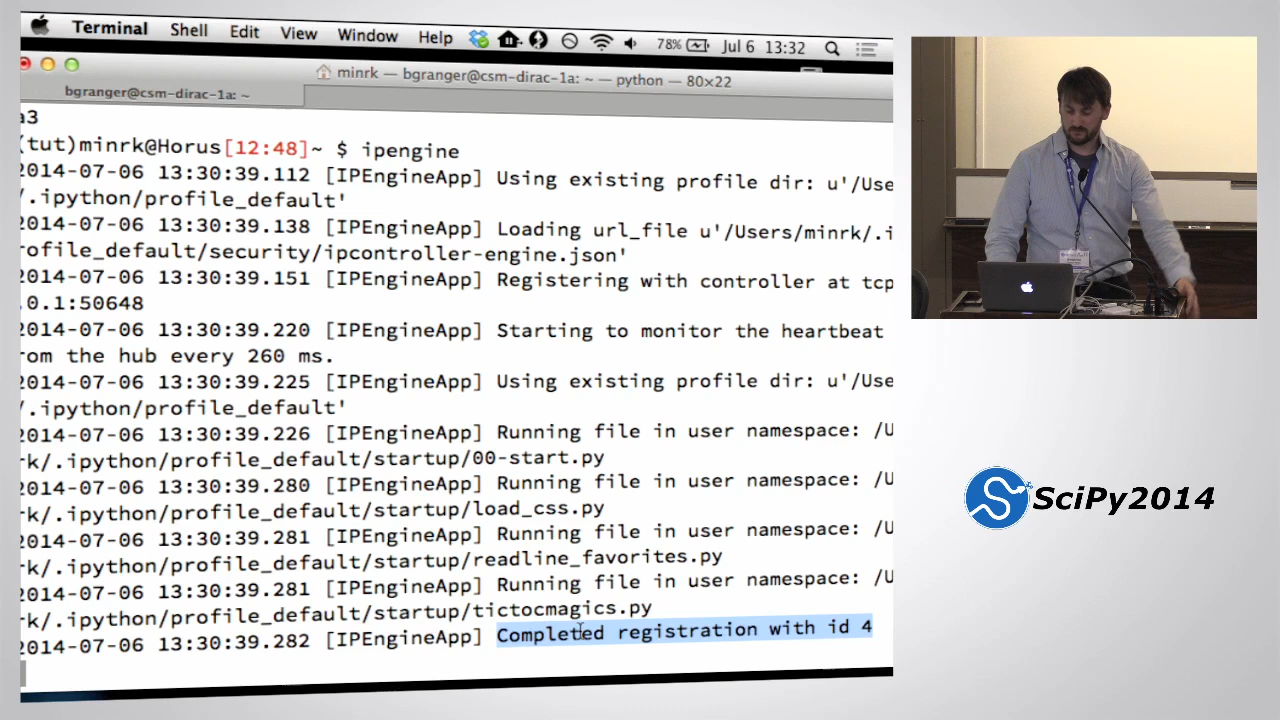 Terminal Shell Edit View Window Help 78% Jul 6 13:32
minrk — bgranger@csm-dirac-1a: ~ — python — 80×22
bgranger@csm-dirac-1a: ~
a3
(tut)minrk@Horus[12:48]~ $ ipengine
2014-07-06 13:30:39.112 [IPEngineApp] Using existing profile dir: u'/Use
/.ipython/profile_default'
2014-07-06 13:30:39.138 [IPEngineApp] Loading url_file u'/Users/minrk/.i
rofile_default/security/ipcontroller-engine.json'
2014-07-06 13:30:39.151 [IPEngineApp] Registering with controller at tcp
.0.1:50648
2014-07-06 13:30:39.220 [IPEngineApp] Starting to monitor the heartbeat
rom the hub every 260 ms.
2014-07-06 13:30:39.225 [IPEngineApp] Using existing profile dir: u'/Use
/.ipython/profile_default'
2014-07-06 13:30:39.226 [IPEngineApp] Running file in user namespace: /U
rk/.ipython/profile_default/startup/00-start.py
2014-07-06 13:30:39.280 [IPEngineApp] Running file in user namespace: /U
rk/.ipython/profile_default/startup/load_css.py
2014-07-06 13:30:39.281 [IPEngineApp] Running file in user namespace: /U
rk/.ipython/profile_default/startup/readline_favorites.py
2014-07-06 13:30:39.281 [IPEngineApp] Running file in user namespace: /U
rk/.ipython/profile_default/startup/tictocmagics.py
2014-07-06 13:30:39.282 [IPEngineApp] Completed registration with id 4
SciPy2014